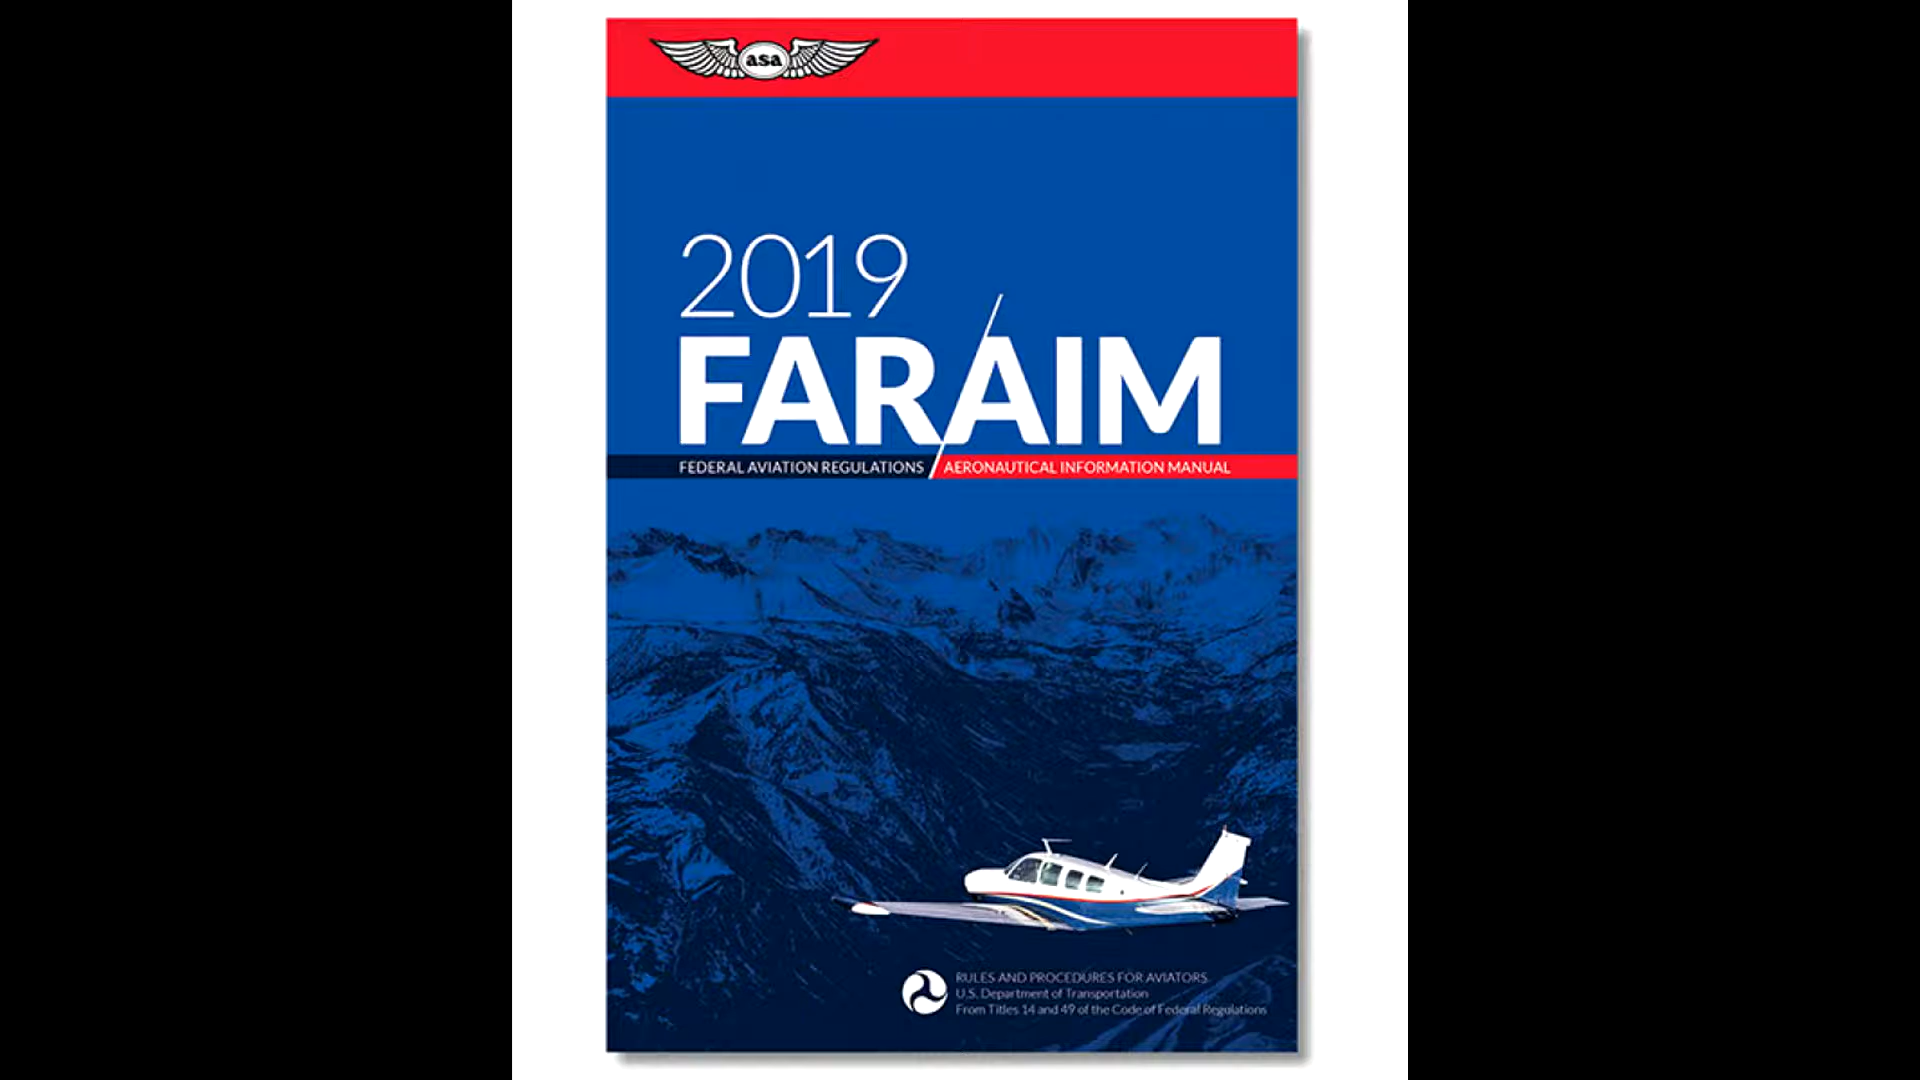 asa
2019
FAR/AIM
FEDERAL AVIATION REGULATIONS / AERONAUTICAL INFORMATION MANUAL
RULES AND PROCEDURES FOR AVIATORS
U.S. Department of Transportation
From Titles 14 and 49 of the Code of Federal Regulations